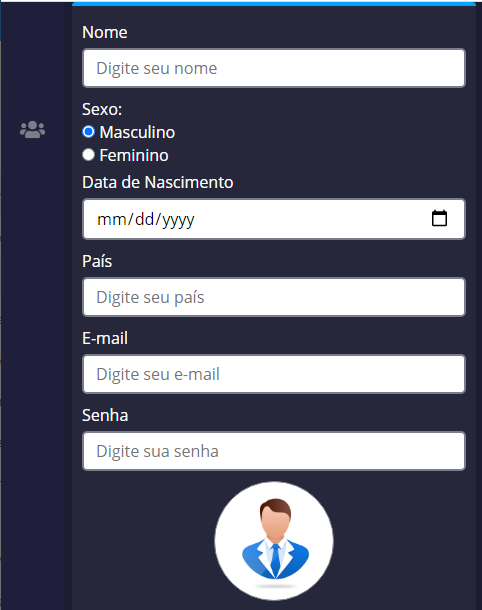 Nome
Digite seu nome
Sexo:
Masculino
Feminino
Data de Nascimento
mm/dd/yyyy
País
Digite seu país
E-mail
Digite seu e-mail
Senha
Digite sua senha